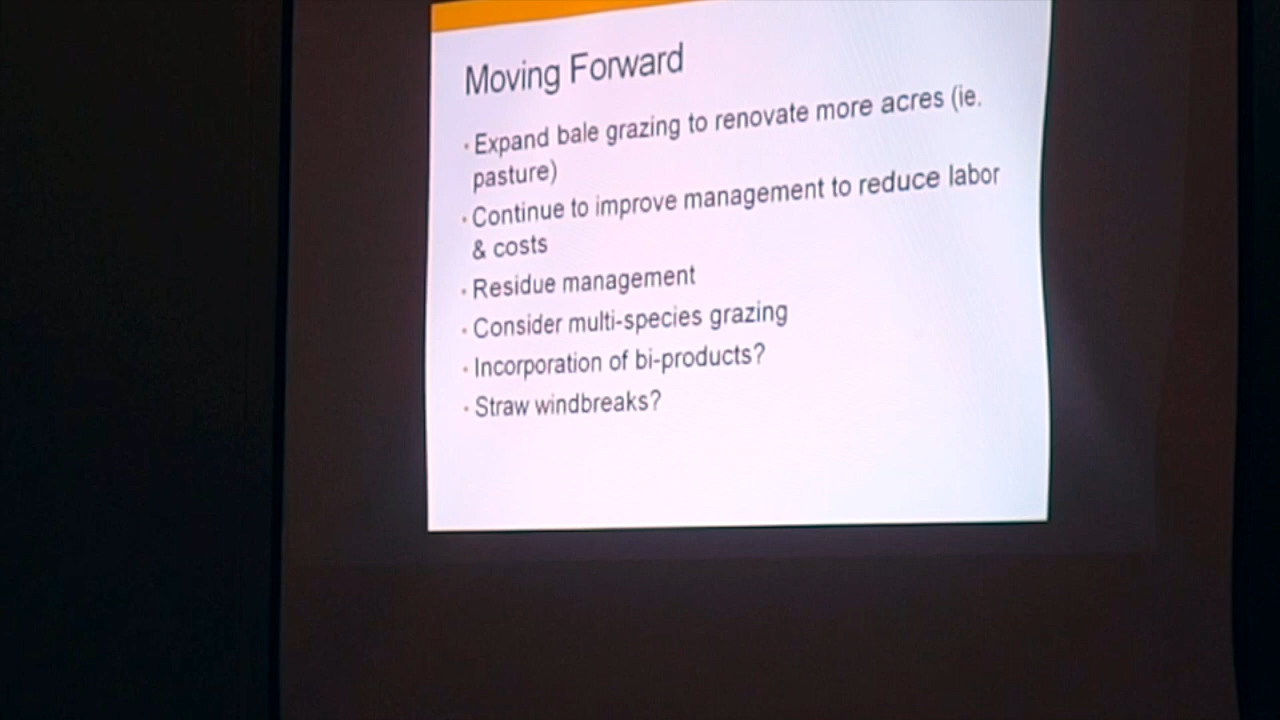 Moving Forward
· Expand bale grazing to renovate more acres (ie.
pasture)
· Continue to improve management to reduce labor
& costs
· Residue management
· Consider multi-species grazing
· Incorporation of bi-products?
· Straw windbreaks?